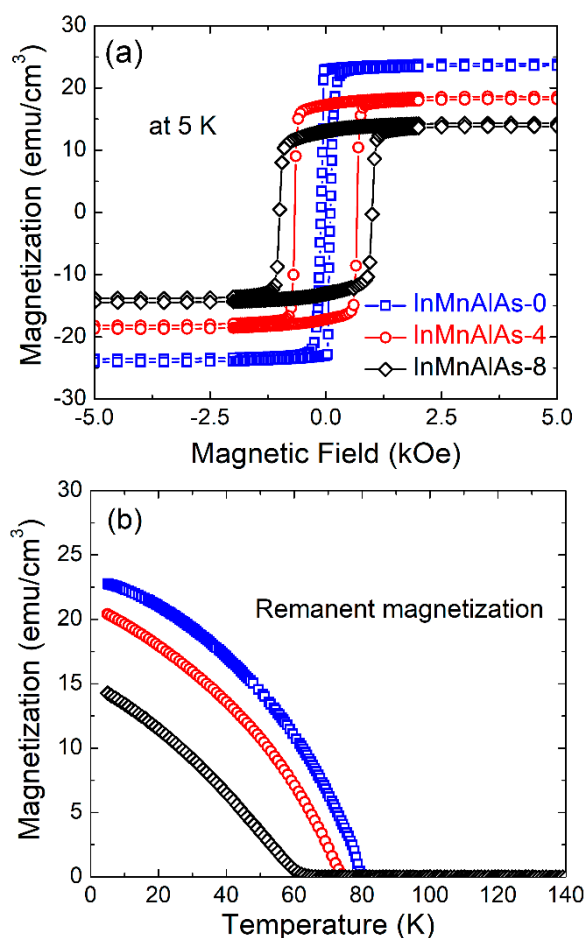 (a)
at 5 K
InMnAlAs-0
InMnAlAs-4
InMnAlAs-8
30
20
10
0
-10
-20
-30
Magnetization (emu/cm³)
-5.0 -2.5 0.0 2.5 5.0
Magnetic Field (kOe)
(b)
Remanent magnetization
30
25
20
15
10
5
0
Magnetization (emu/cm³)
0 20 40 60 80 100 120 140
Temperature (K)